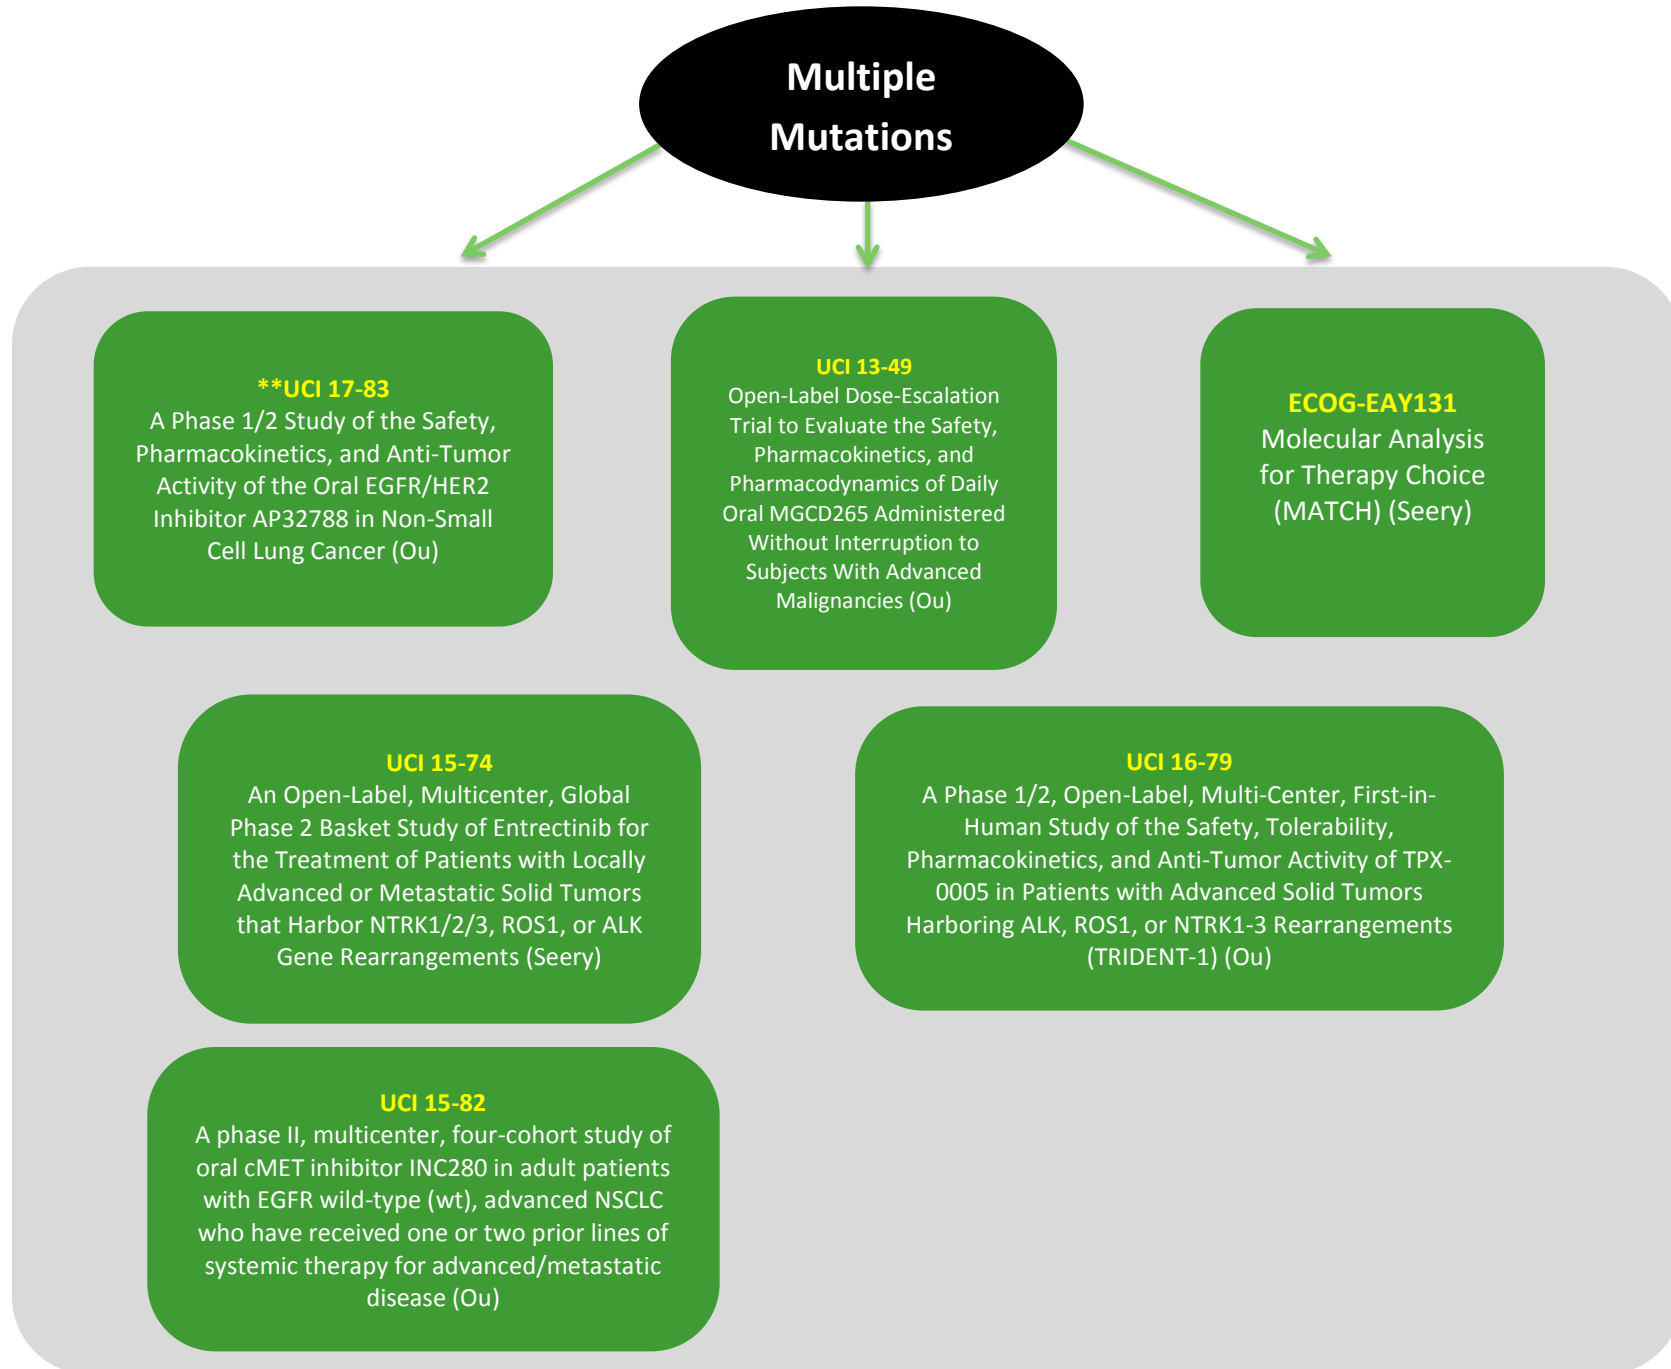 Multiple
Mutations
**UCI 17-83
A Phase 1/2 Study of the Safety,
Pharmacokinetics, and Anti-Tumor
Activity of the Oral EGFR/HER2
Inhibitor AP32788 in Non-Small
Cell Lung Cancer (Ou)
UCI 13-49
Open-Label Dose-Escalation
Trial to Evaluate the Safety,
Pharmacokinetics, and
Pharmacodynamics of Daily
Oral MGCD265 Administered
Without Interruption to
Subjects With Advanced
Malignancies (Ou)
ECOG-EAY131
Molecular Analysis
for Therapy Choice
(MATCH) (Seery)
UCI 15-74
An Open-Label, Multicenter, Global
Phase 2 Basket Study of Entrectinib for
the Treatment of Patients with Locally
Advanced or Metastatic Solid Tumors
that Harbor NTRK1/2/3, ROS1, or ALK
Gene Rearrangements (Seery)
UCI 16-79
A Phase 1/2, Open-Label, Multi-Center, First-in-
Human Study of the Safety, Tolerability,
Pharmacokinetics, and Anti-Tumor Activity of TPX-
0005 in Patients with Advanced Solid Tumors
Harboring ALK, ROS1, or NTRK1-3 Rearrangements
(TRIDENT-1) (Ou)
UCI 15-82
A phase II, multicenter, four-cohort study of
oral cMET inhibitor INC280 in adult patients
with EGFR wild-type (wt), advanced NSCLC
who have received one or two prior lines of
systemic therapy for advanced/metastatic
disease (Ou)